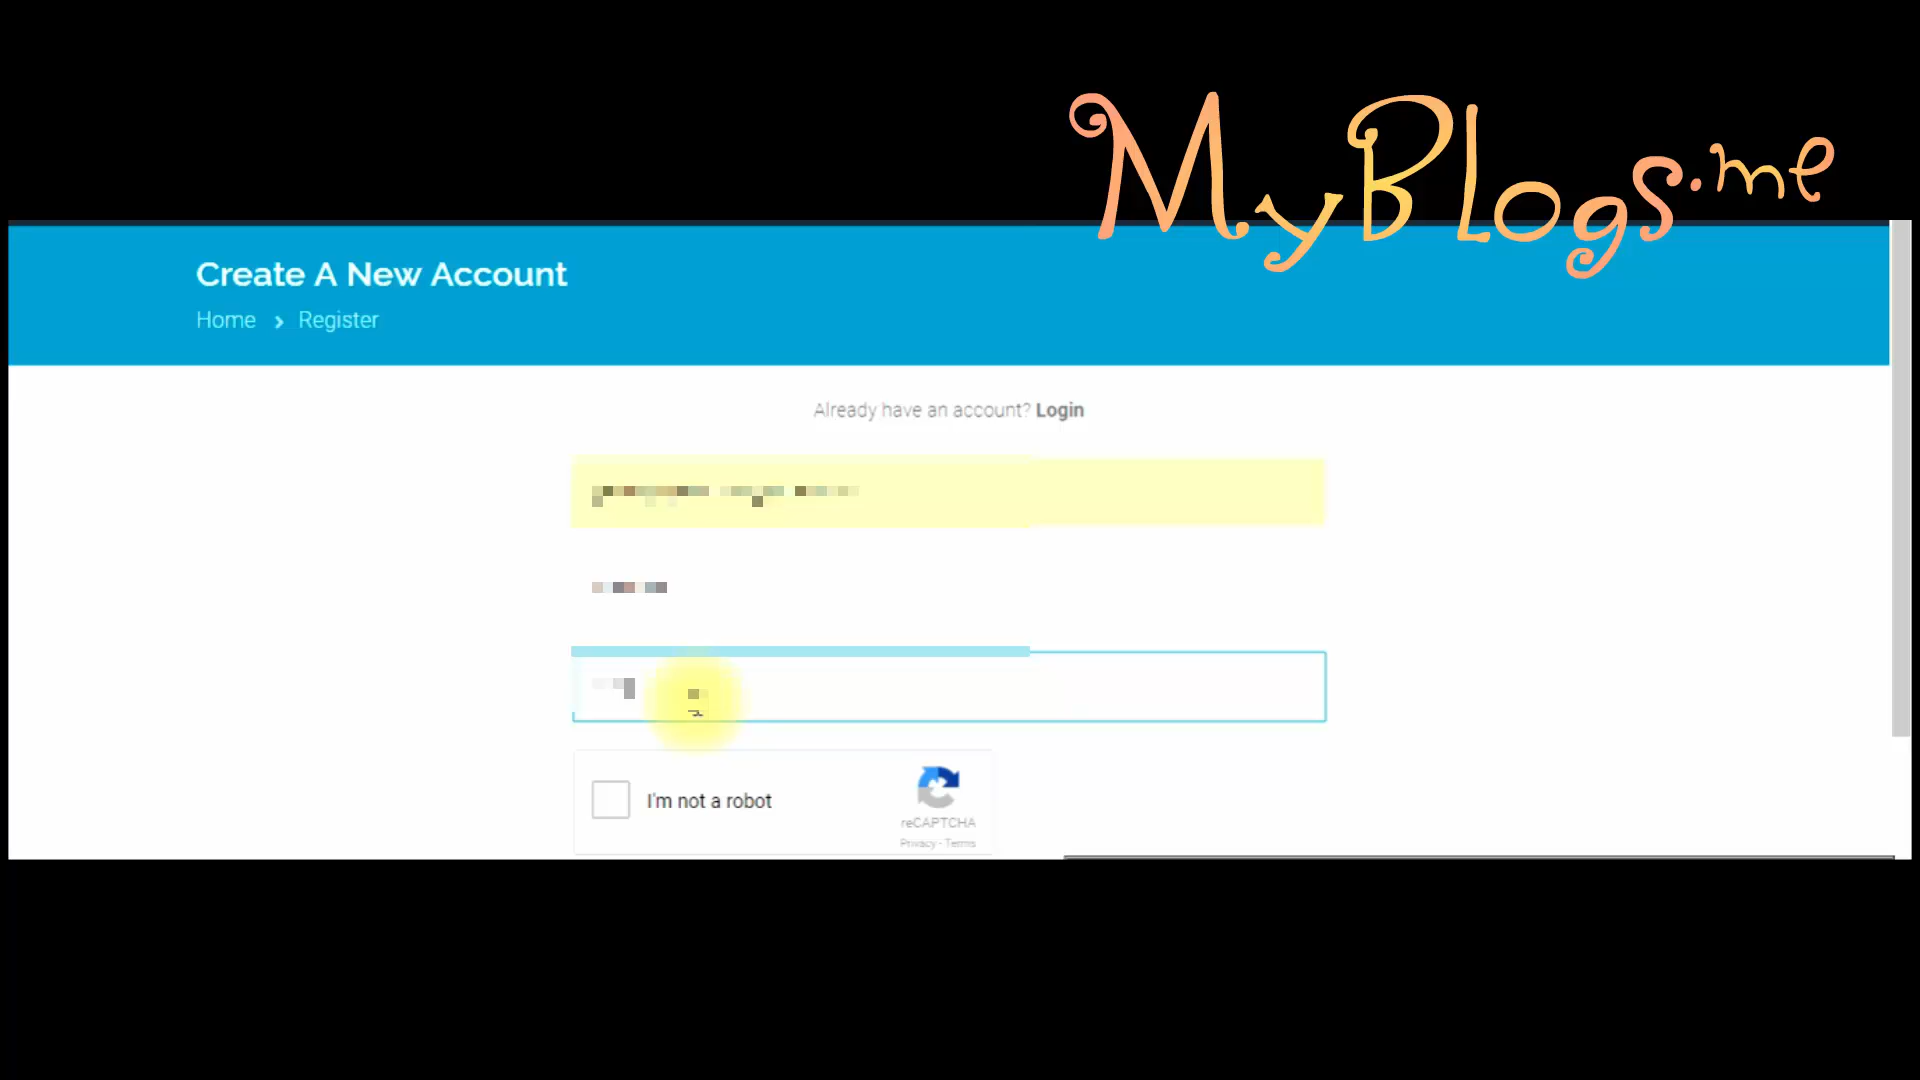 MyBlogs.me
Create A New Account
Home > Register
Already have an account? Login
I'm not a robot
reCAPTCHA
Privacy - Terms